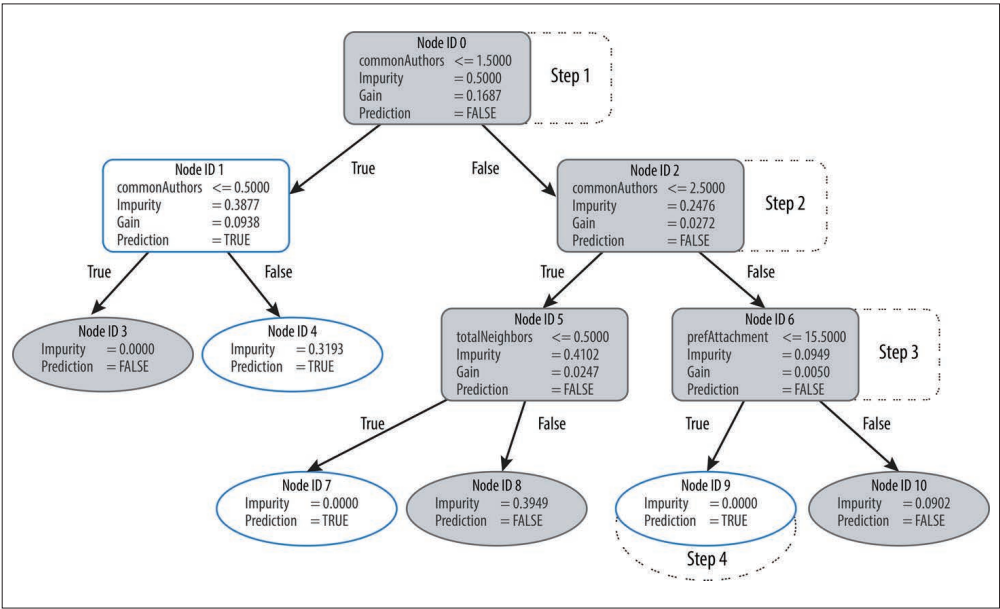 Node ID 0
commonAuthors <= 1.5000
Impurity = 0.5000
Gain = 0.1687
Prediction = FALSE
Step 1
True
False
Node ID 1
commonAuthors <= 0.5000
Impurity = 0.3877
Gain = 0.0938
Prediction = TRUE
Node ID 2
commonAuthors <= 2.5000
Impurity = 0.2476
Gain = 0.0272
Prediction = FALSE
Step 2
True
False
True
False
Node ID 3
Impurity = 0.0000
Prediction = FALSE
Node ID 4
Impurity = 0.3193
Prediction = TRUE
Node ID 5
totalNeighbors <= 0.5000
Impurity = 0.4102
Gain = 0.0247
Prediction = FALSE
Node ID 6
prefAttachment <= 15.5000
Impurity = 0.0949
Gain = 0.0050
Prediction = FALSE
Step 3
True
False
True
False
Node ID 7
Impurity = 0.0000
Prediction = TRUE
Node ID 8
Impurity = 0.3949
Prediction = FALSE
Node ID 9
Impurity = 0.0000
Prediction = TRUE
Node ID 10
Impurity = 0.0902
Prediction = FALSE
Step 4